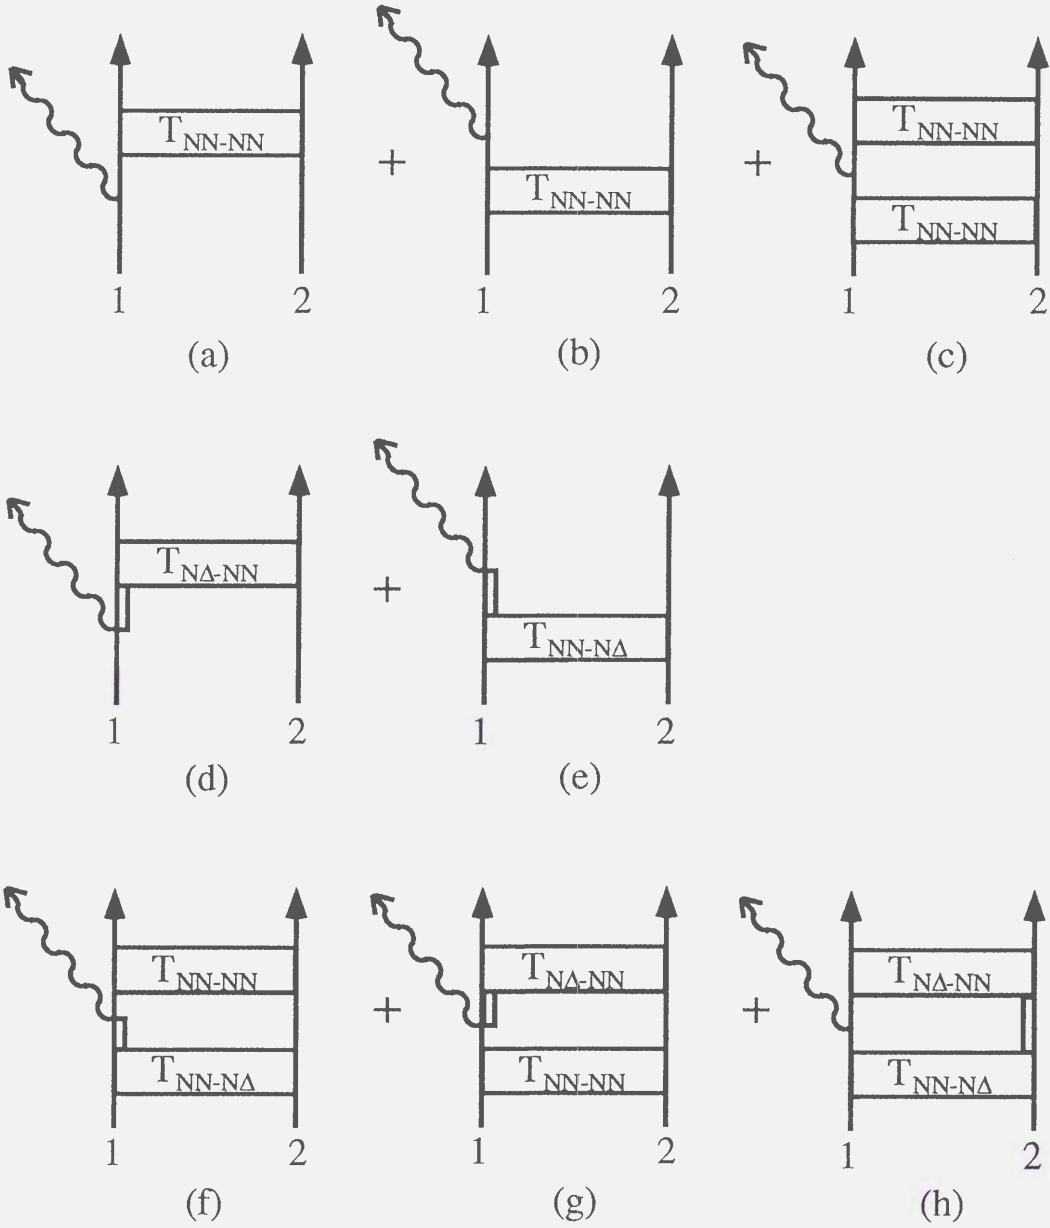 T_NN-NN
+
T_NN-NN
+
T_NN-NN
T_NN-NN
1 2
1 2
1 2
(a)
(b)
(c)
T_NΔ-NN
+
T_NN-NΔ
1 2
1 2
(d)
(e)
T_NN-NN
+
T_NΔ-NN
+
T_NΔ-NN
T_NN-NΔ
T_NN-NN
T_NN-NΔ
1 2
1 2
1 2
(f)
(g)
(h)